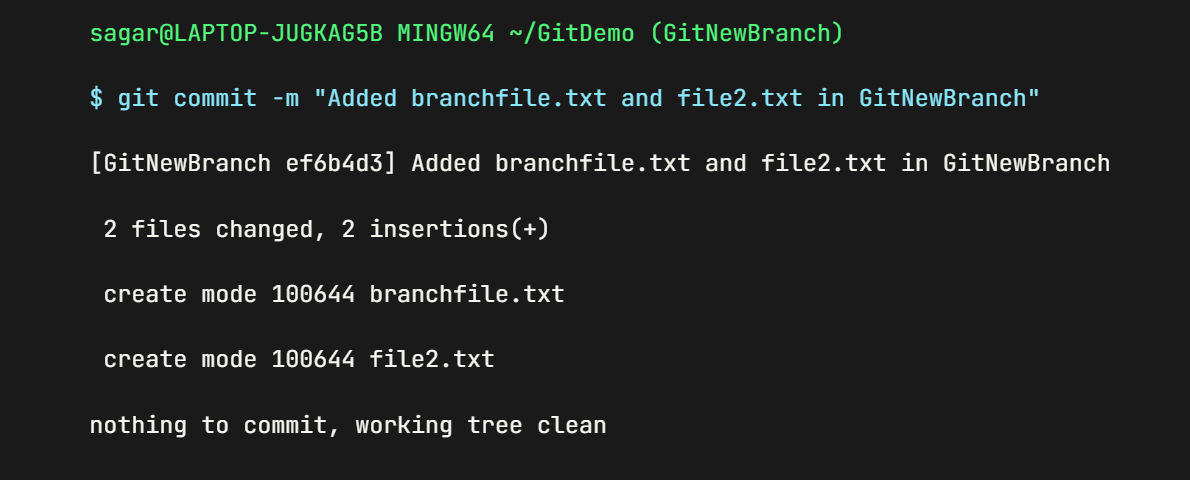 sagar@LAPTOP-JUGKAG5B MINGW64 ~/GitDemo (GitNewBranch)
$ git commit -m "Added branchfile.txt and file2.txt in GitNewBranch"
[GitNewBranch ef6b4d3] Added branchfile.txt and file2.txt in GitNewBranch
 2 files changed, 2 insertions(+)
 create mode 100644 branchfile.txt
 create mode 100644 file2.txt
nothing to commit, working tree clean